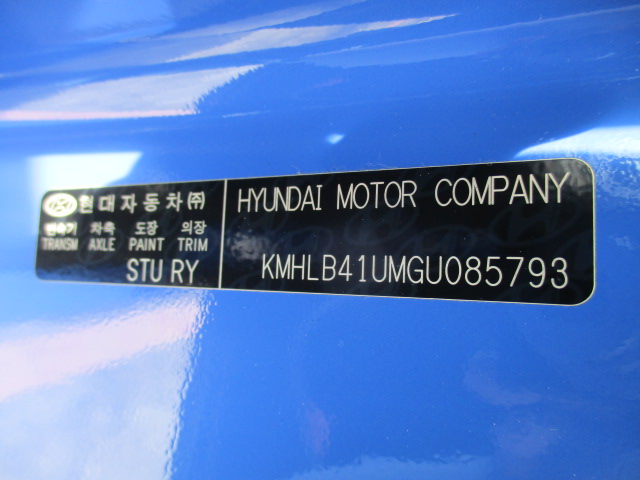 현대자동차㈜
변속기 차축 도장 의장
TRANSM AXLE PAINT TRIM
STU RY
HYUNDAI MOTOR COMPANY
KMHLB41UMGU085793